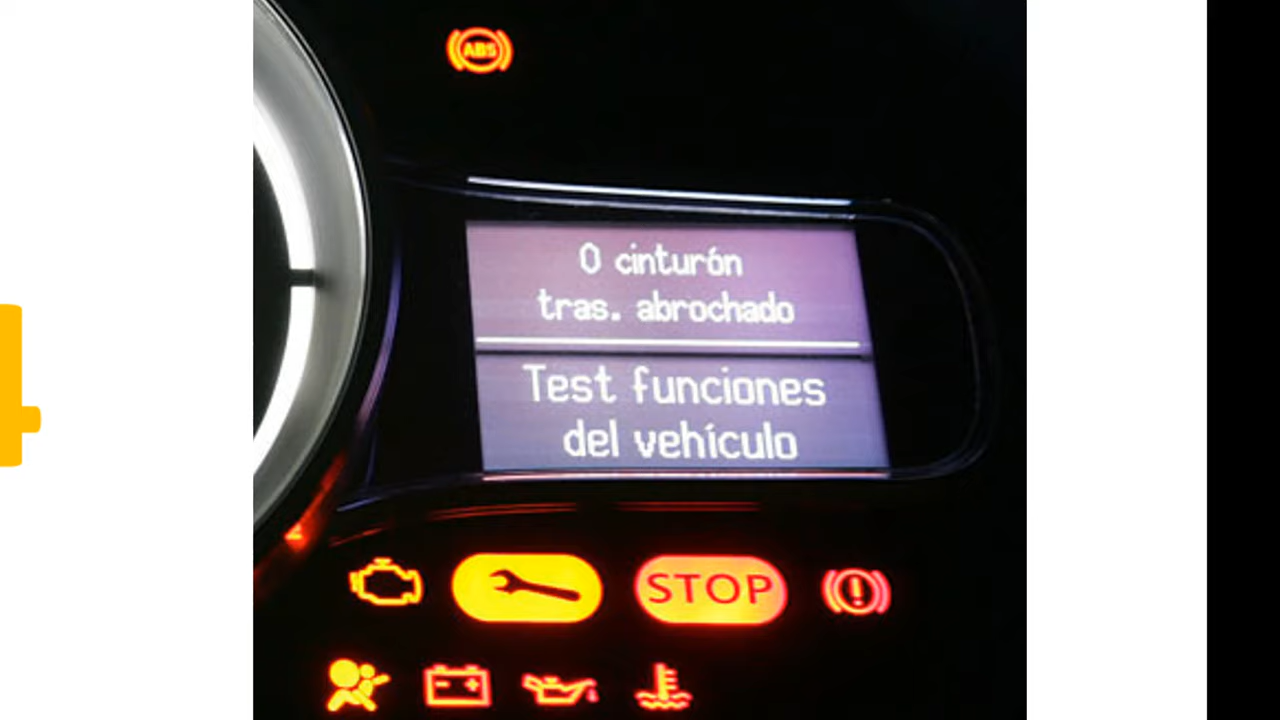 ABS
0 cinturón
tras. abrochado
Test funciones
del vehículo
STOP